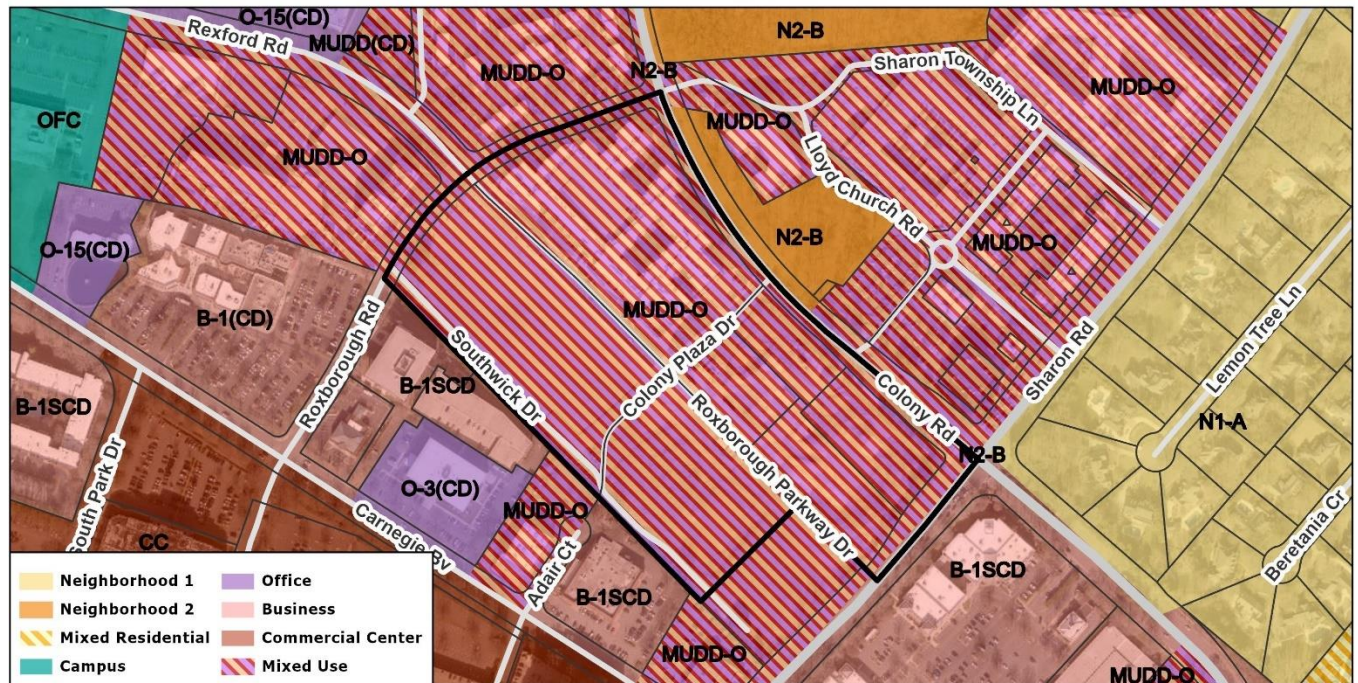 O-15(CD)
Rexford Rd
MUDD(CD)
MUDD-O
N2-B
N2-B
Sharon Township Ln
MUDD-O
OFC
MUDD-O
MUDD-O
Lloyd Church Rd
O-15(CD)
N2-B
MUDD-O
B-1(CD)
Roxborough Rd
MUDD-O
Colony Plaza Dr
Sharon Rd
Lemon Tree Ln
Southwick Dr
B-1SCD
B-1SCD
Colony Rd
N1-A
Roxborough Parkway Dr
N2-B
South Park Dr
O-3(CD)
MUDD-O
CC
Carnegie Bv
Adair Ct
B-1SCD
B-1SCD
Beretania Cr
MUDD-O
MUDD-O
Neighborhood 1
Neighborhood 2
Mixed Residential
Campus
Office
Business
Commercial Center
Mixed Use